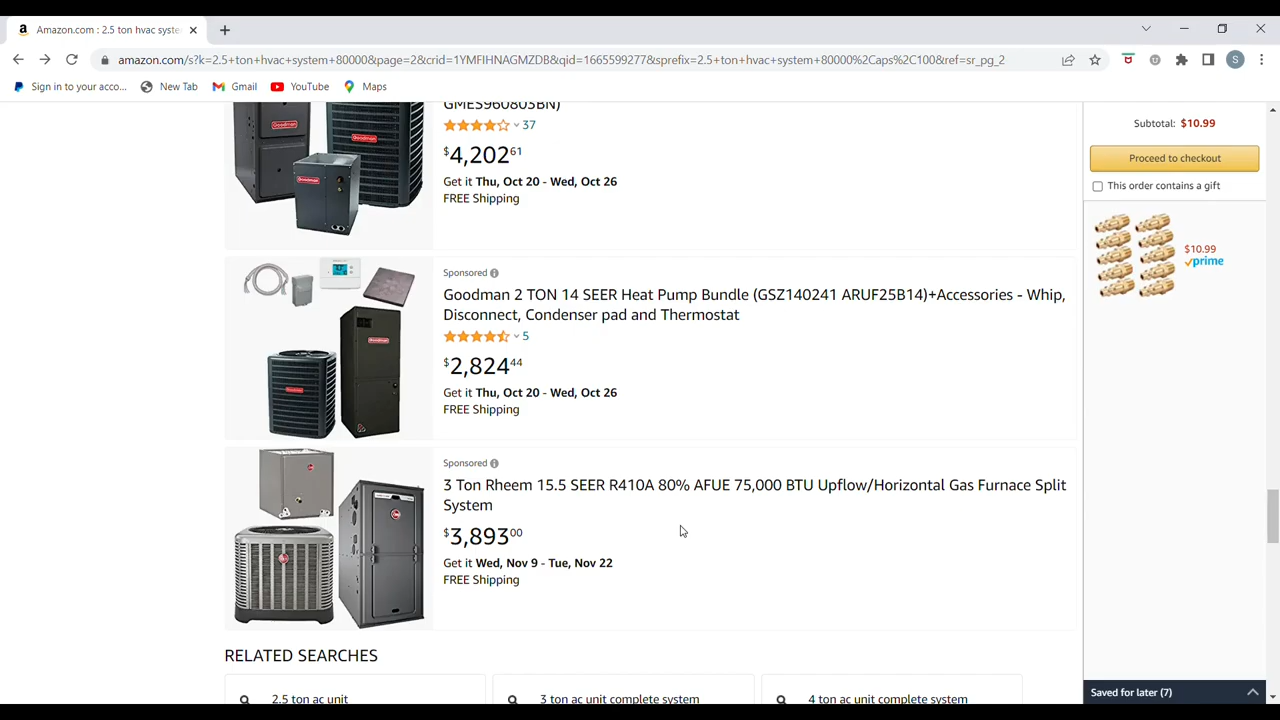 Amazon.com : 2.5 ton hvac syste
amazon.com/s?k=2.5+ton+hvac+system+80000&page=2&crid=1YMFIHNAGMZDB&qid=1665599277&sprefix=2.5+ton+hvac+system+80000%2Caps%2C100&ref=sr_pg_2
S
Sign in to your acco...
New Tab
Gmail
YouTube
Maps
GMES960803BN)
37
$4,202.61
Get it Thu, Oct 20 - Wed, Oct 26
FREE Shipping
Sponsored
Goodman 2 TON 14 SEER Heat Pump Bundle (GSZ140241 ARUF25B14)+Accessories - Whip,
Disconnect, Condenser pad and Thermostat
5
$2,824.44
Get it Thu, Oct 20 - Wed, Oct 26
FREE Shipping
Sponsored
3 Ton Rheem 15.5 SEER R410A 80% AFUE 75,000 BTU Upflow/Horizontal Gas Furnace Split
System
$3,893.00
Get it Wed, Nov 9 - Tue, Nov 22
FREE Shipping
RELATED SEARCHES
2.5 ton ac unit
3 ton ac unit complete system
4 ton ac unit complete system
Subtotal: $10.99
Proceed to checkout
This order contains a gift
$10.99
prime
Saved for later (7)
Goodman
Goodman